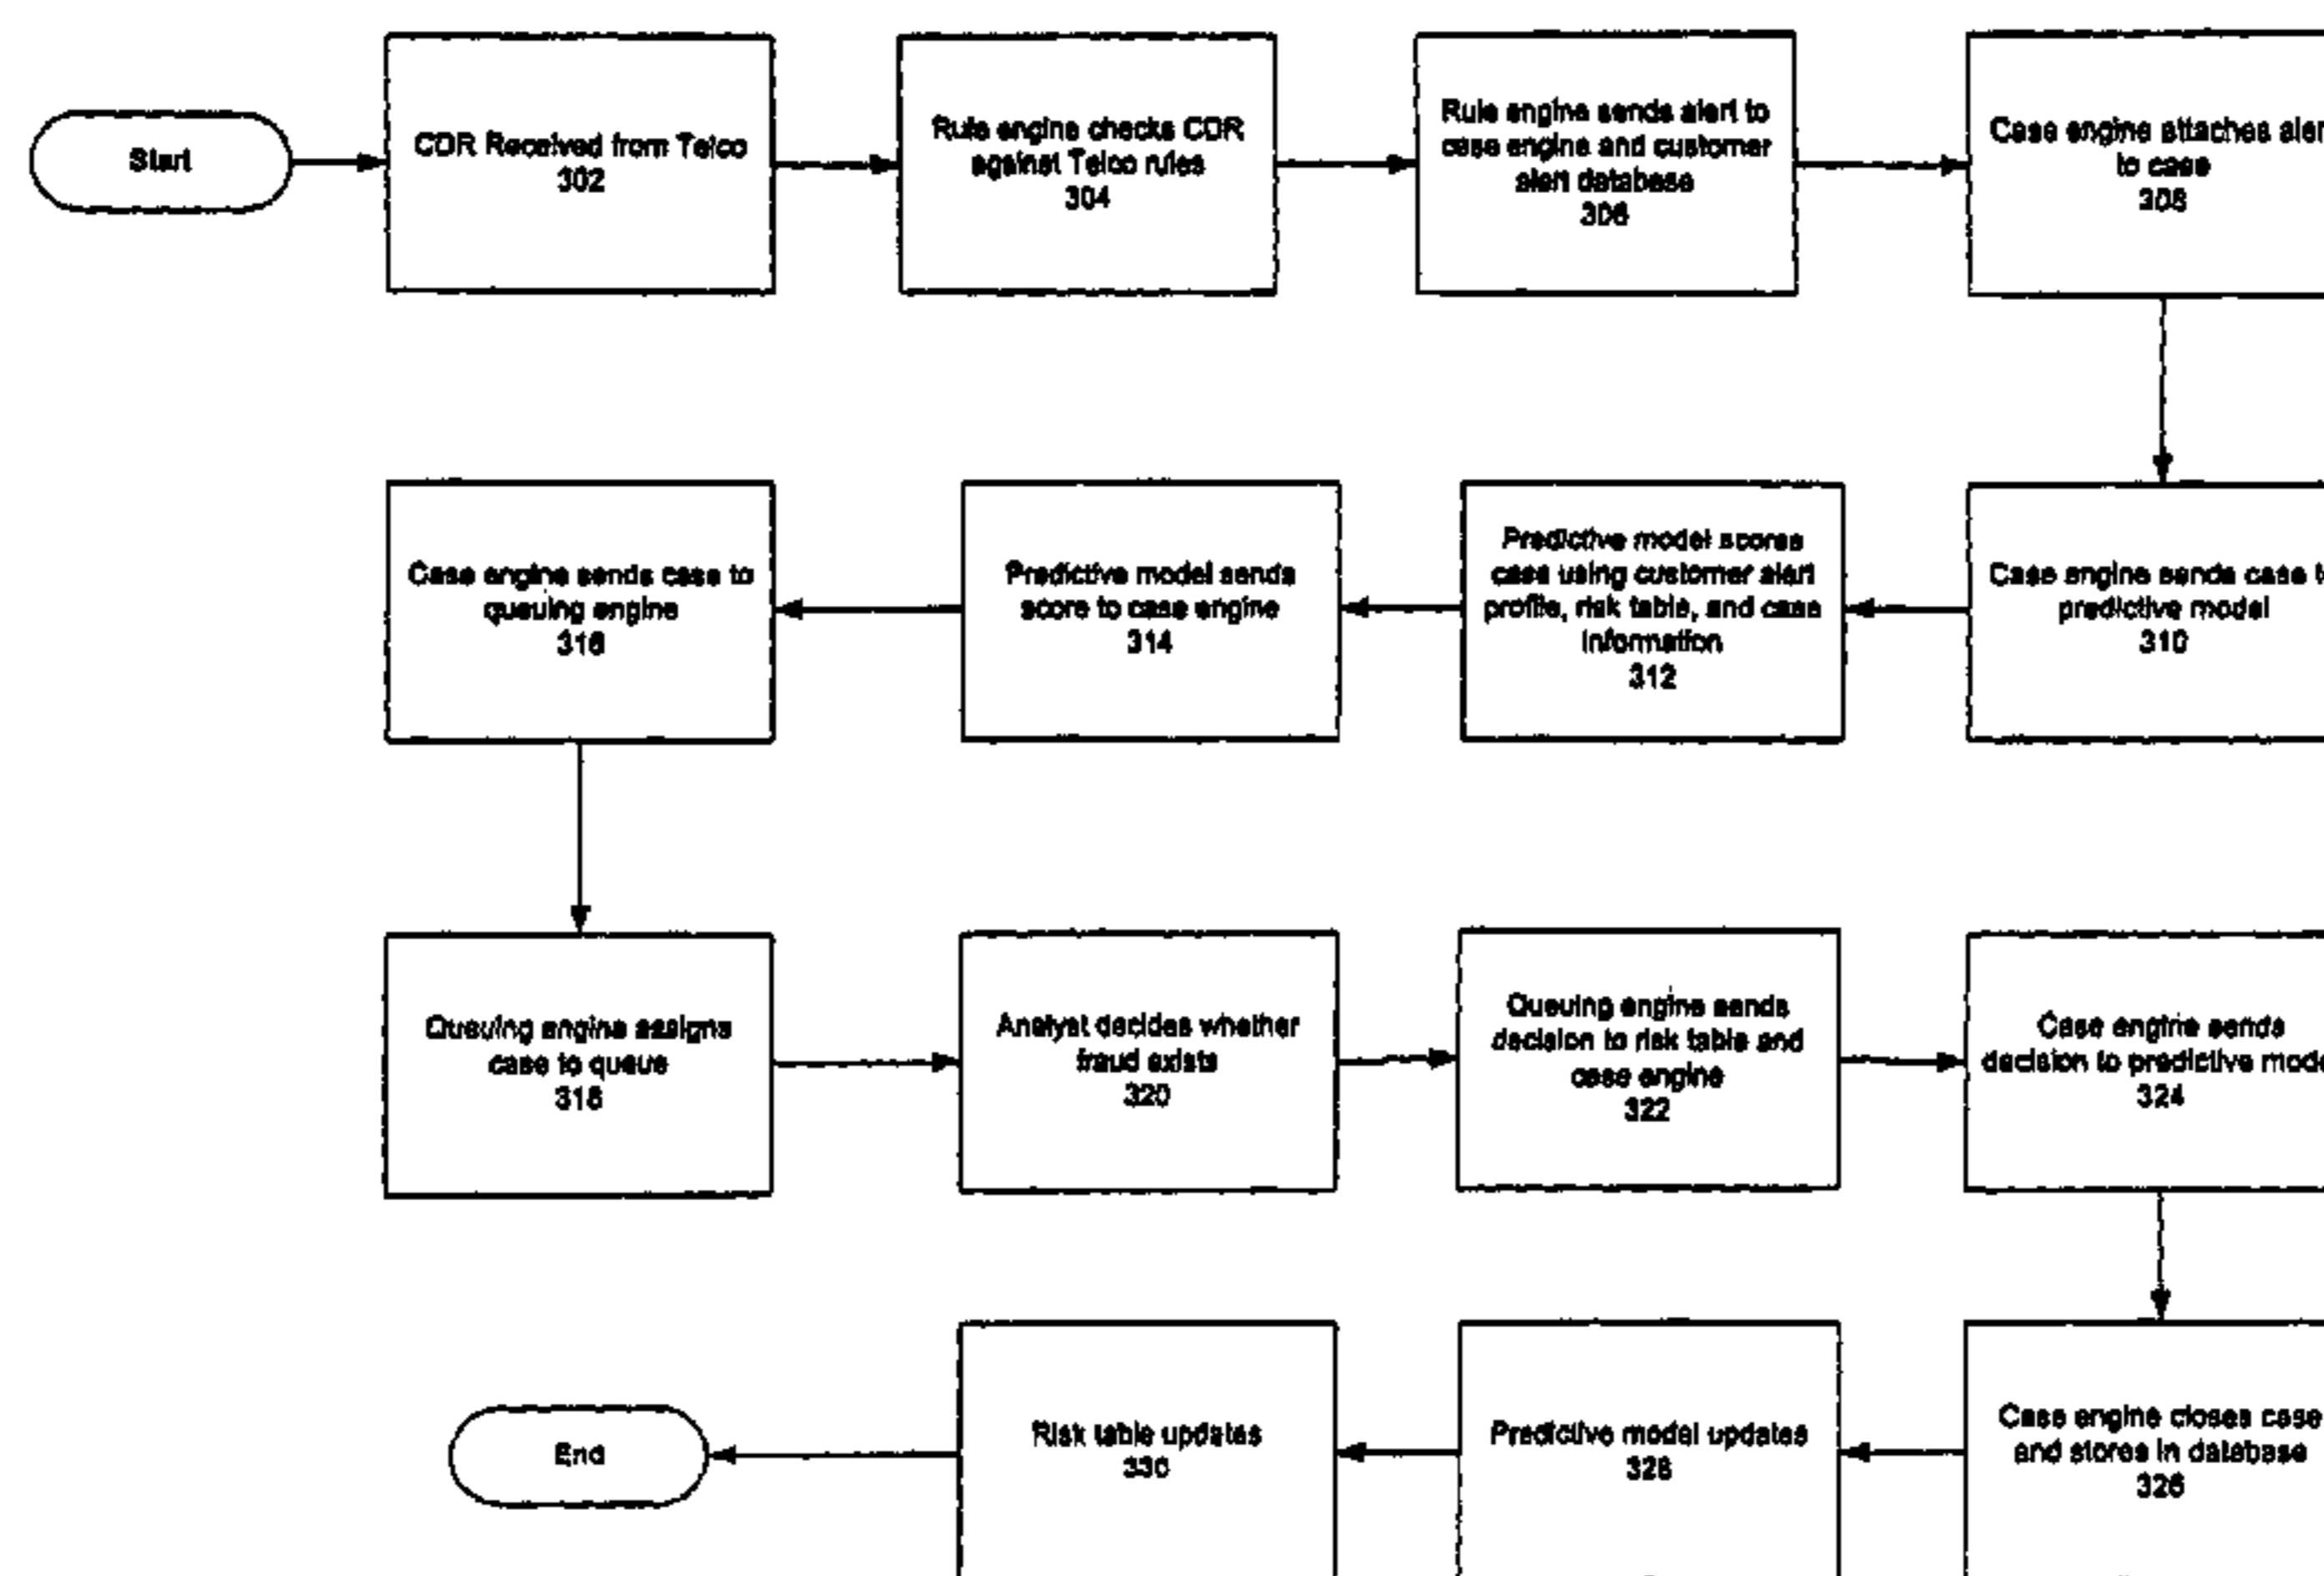 Start
CDR Received from Telco
302
Rule engine checks CDR
against Telco rules
304
Rule engine sends alert to
case engine and customer
alert database
306
Case engine attaches
to case
308
Case engine sends case
predictive model
310
Predictive model scores
case using customer alert
profile, risk table, and case
information
312
Predictive model sends
score to case engine
314
Case engine sends case to
queuing engine
316
Queuing engine assigns
case to queue
318
Analyst decides whether
fraud exists
320
Queuing engine sends
decision to risk table and
case engine
322
Case engine sends
decision to predictive
324
Case engine closes case
and stores in database
326
Predictive model updates
328
Risk table updates
330
End